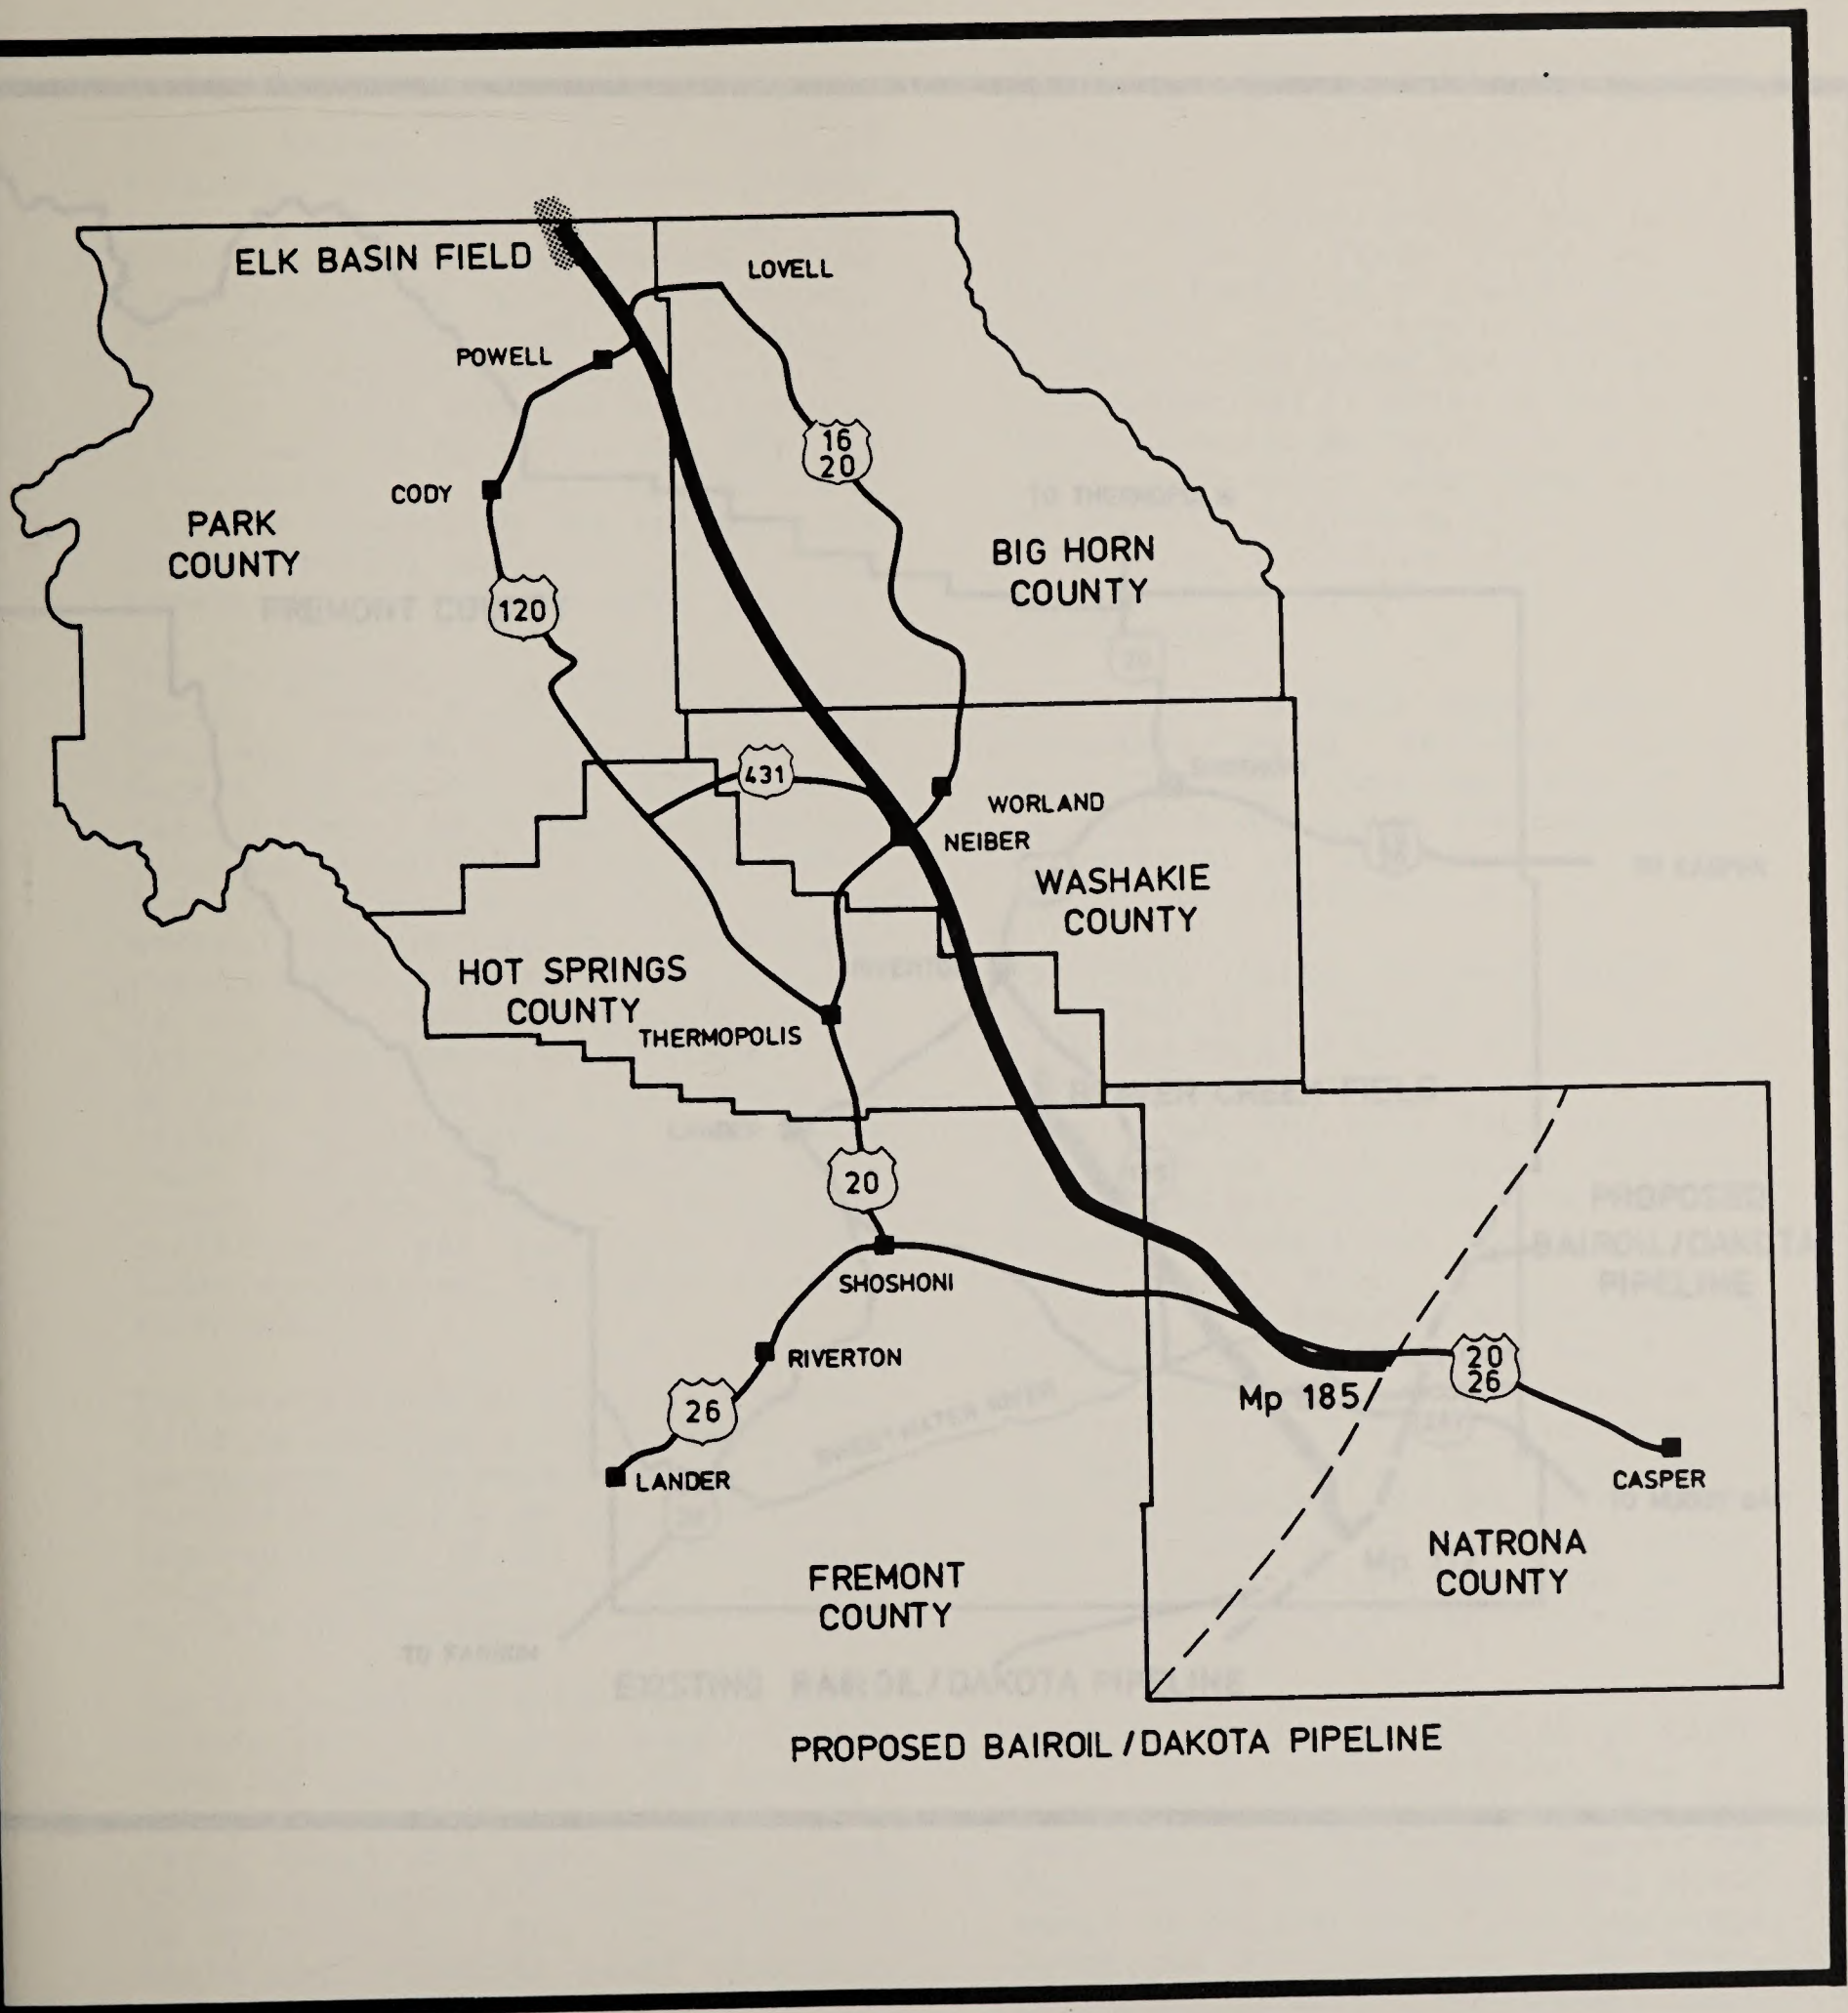 ELK BASIN FIELD
LOVELL
POWELL
16
20
CODY
PARK
COUNTY
BIG HORN
COUNTY
120
431
WORLAND
NEIBER
WASHAKIE
COUNTY
HOT SPRINGS
COUNTY
THERMOPOLIS
20
SHOSHONI
RIVERTON
20
26
Mp 185
26
LANDER
CASPER
NATRONA
COUNTY
FREMONT
COUNTY
PROPOSED BAIROIL / DAKOTA PIPELINE